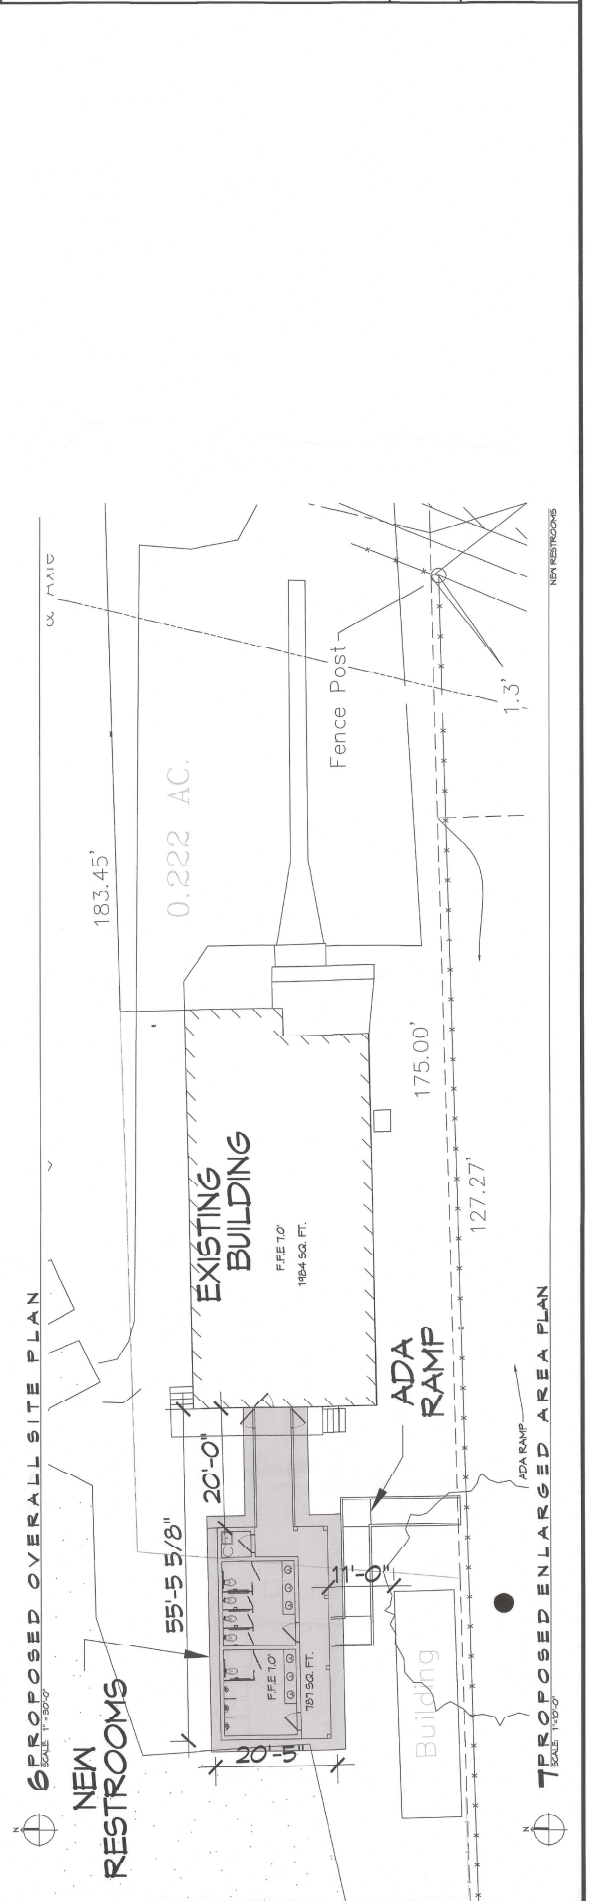 6 PROPOSED OVERALL SITE PLAN
SCALE: 1" =30'-0"
N
& Axle
183.45'
0.222 AC.
Fence Post
1.3'
175.00'
127.27'
EXISTING
BUILDING
F.F.E 7.0'
1984 SQ. FT.
ADA
RAMP
20'-0"
55'-5 5/8"
11'-0"
20'-5"
F.F.E 7.0'
787 SQ. FT.
NEW
RESTROOMS
Building
ADA RAMP
NEW RESTROOMS
7 PROPOSED ENLARGED AREA PLAN
SCALE: 1"=10'-0"
N